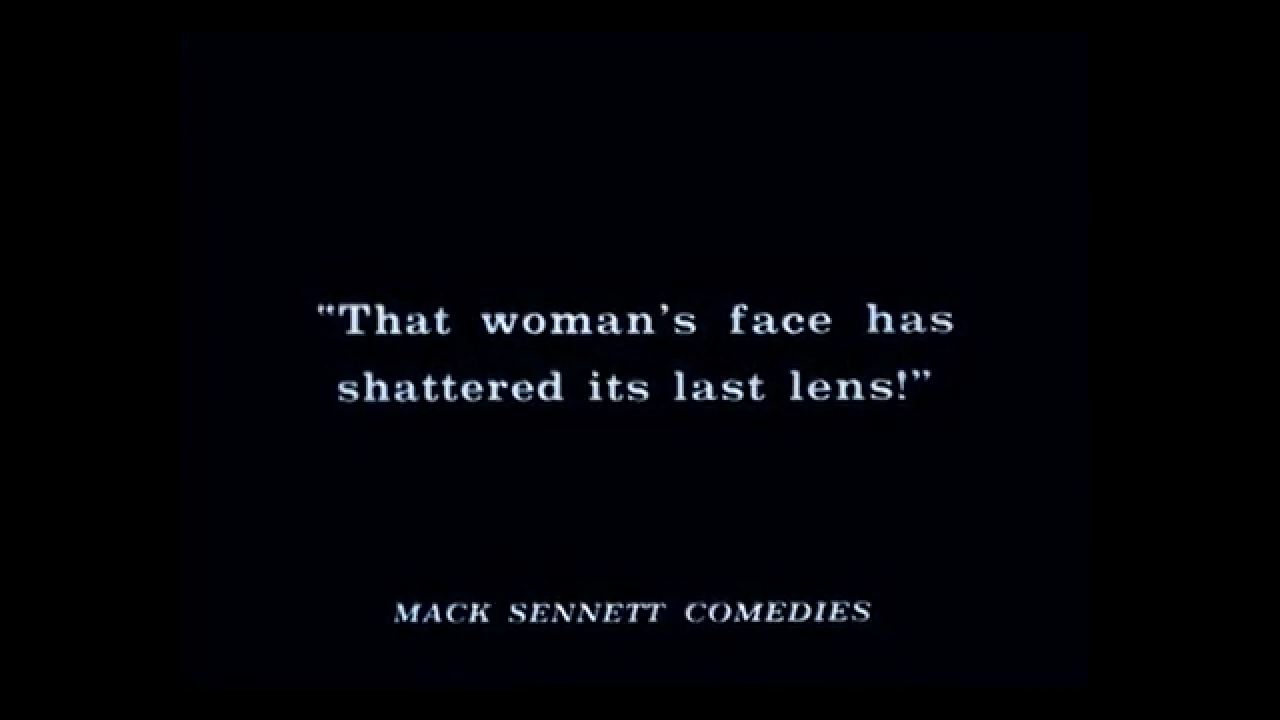 "That woman's face has
shattered its last lens!”
MACK SENNETT COMEDIES